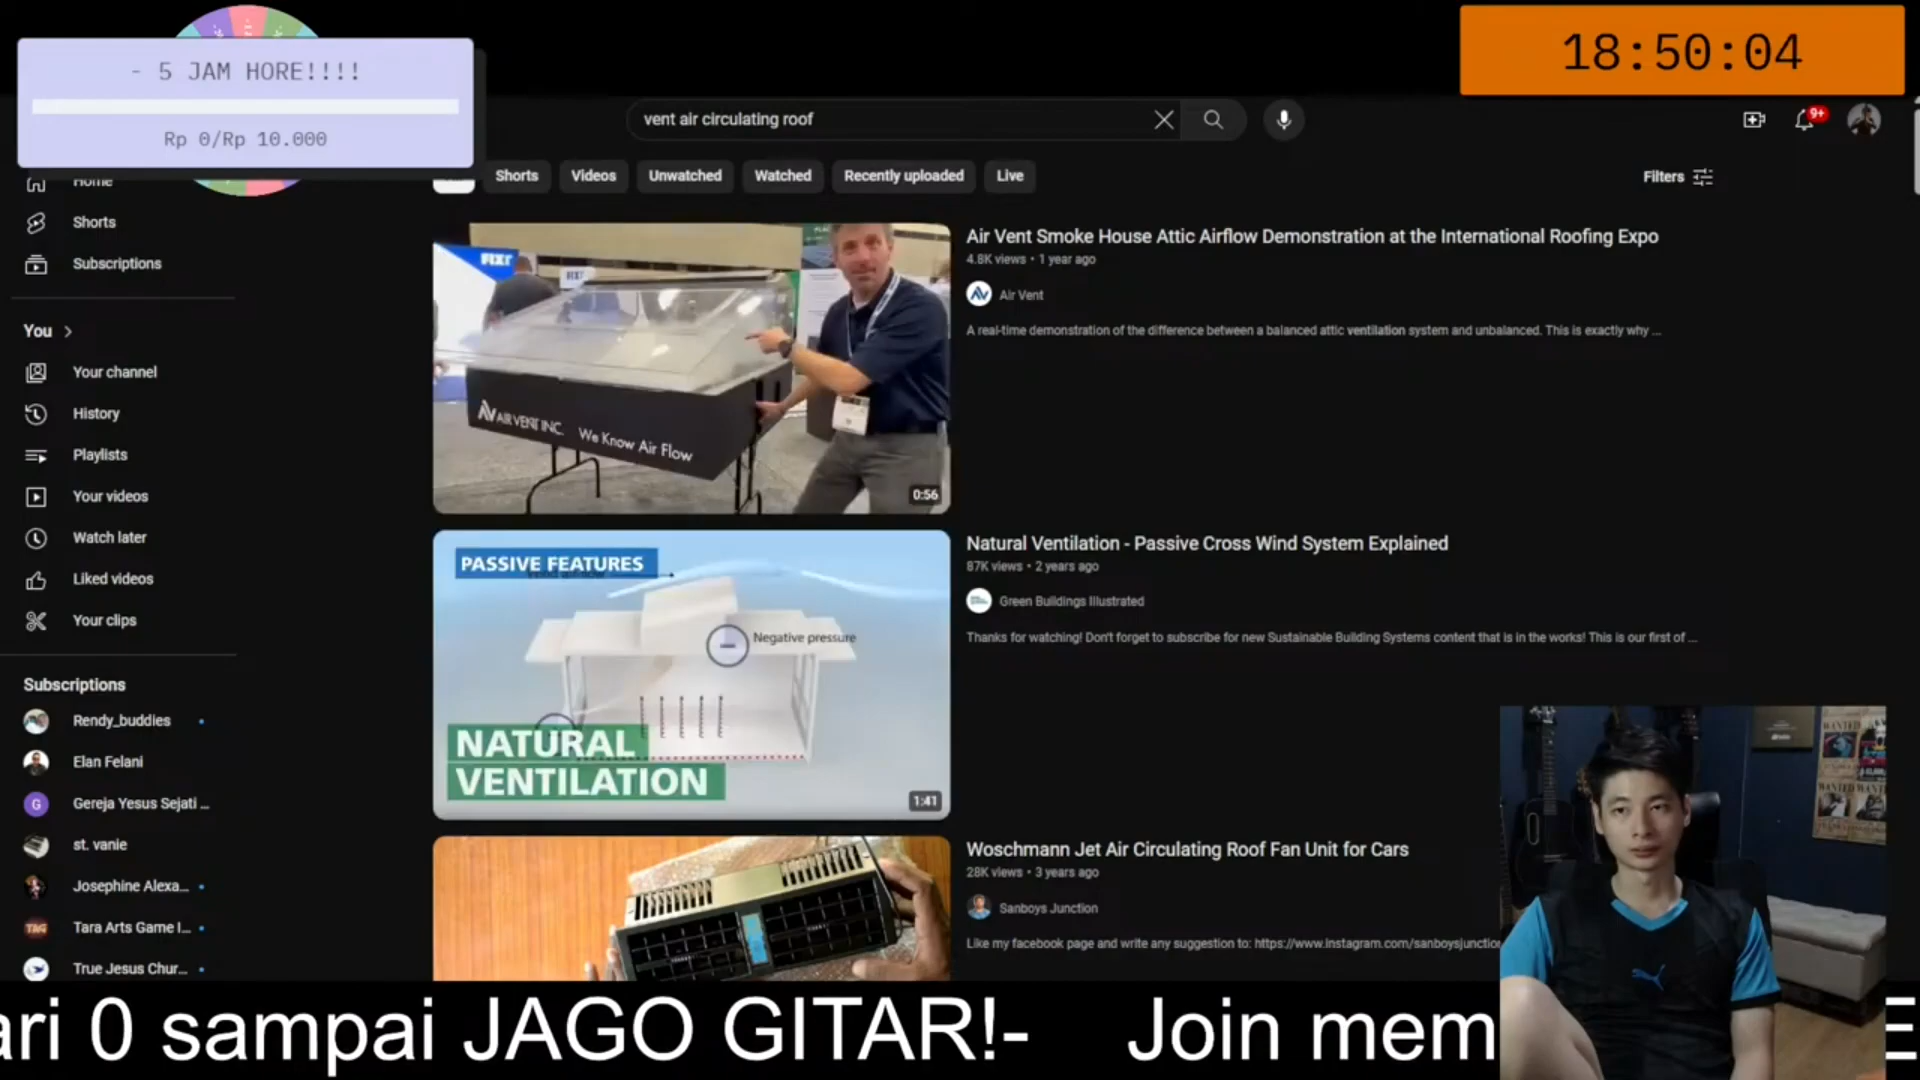 - 5 JAM HORE!!!!
Rp 0/Rp 10.000
18:50:04
vent air circulating roof
9+
Shorts
Videos
Unwatched
Watched
Recently uploaded
Live
Filters
Home
Shorts
Subscriptions
You
Your channel
History
Playlists
Your videos
Watch later
Liked videos
Your clips
Subscriptions
Rendy_buddies
Elan Felani
G
Gereja Yesus Sejati ...
st. vanie
Josephine Alexa...
TAG
Tara Arts Game I...
True Jesus Chur...
FIXT
AIR VENT INC. We Know Air Flow
0:56
Air Vent Smoke House Attic Airflow Demonstration at the International Roofing Expo
4.8K views • 1 year ago
Air Vent
A real-time demonstration of the difference between a balanced attic ventilation system and unbalanced. This is exactly why ...
PASSIVE FEATURES
Negative pressure
NATURAL
VENTILATION
1:41
Natural Ventilation - Passive Cross Wind System Explained
87K views • 2 years ago
Green Buildings Illustrated
Thanks for watching! Don't forget to subscribe for new Sustainable Building Systems content that is in the works! This is our first of ...
Woschmann Jet Air Circulating Roof Fan Unit for Cars
28K views • 3 years ago
Sanboys Junction
Like my facebook page and write any suggestion to: https://www.instagram.com/sanboysjunctio
WANTED
ari 0 sampai JAGO GITAR!- Join mem